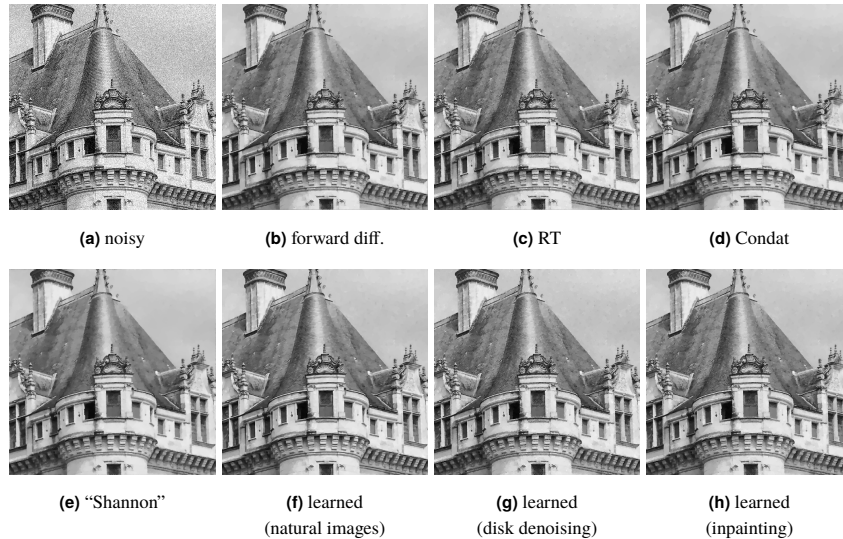 (a) noisy
(b) forward diff.
(c) RT
(d) Condat
(e) “Shannon”
(f) learned
(natural images)
(g) learned
(disk denoising)
(h) learned
(inpainting)